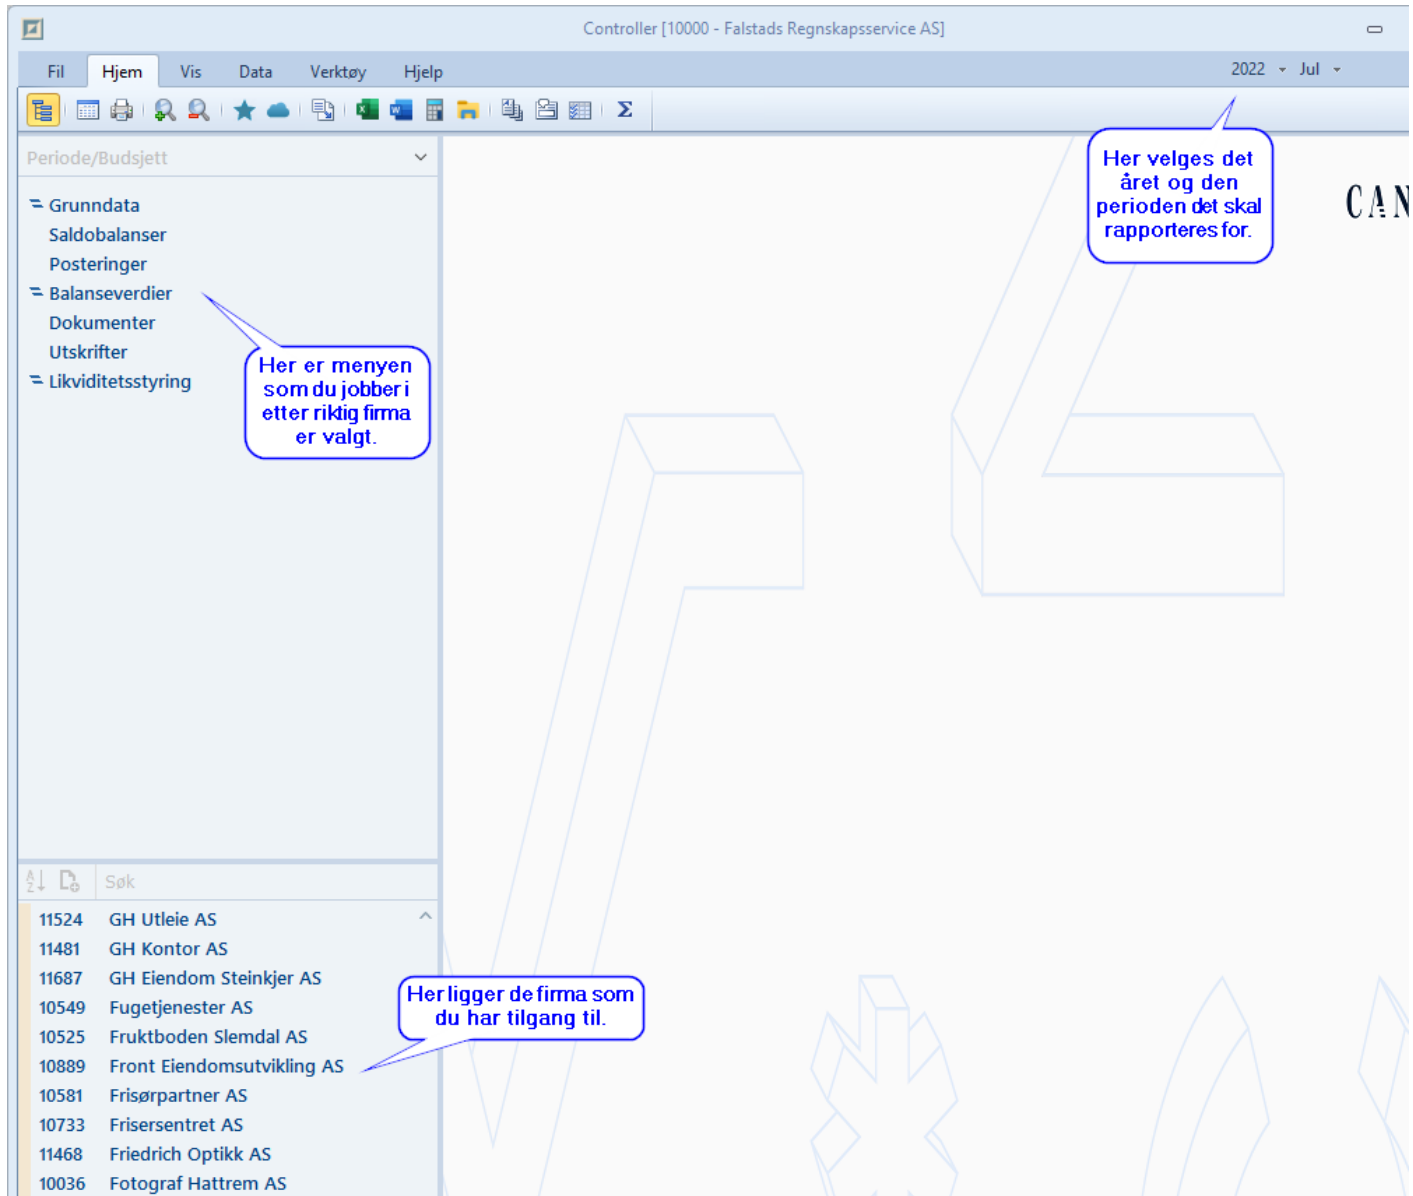 Controller [10000 - Falstads Regnskapsservice AS]
Fil Hjem Vis Data Verktøy Hjelp 2022 Jul
Periode/Budsjett
Grunndata
Saldobalanser
Posteringer
Balanseverdier
Dokumenter
Utskrifter
Likviditetsstyring
Her velges det
året og den
perioden det skal
rapporteres for.
CAN
Her er menyen
som du jobber i
etter riktig firma
er valgt.
Søk
11524 GH Utleie AS
11481 GH Kontor AS
11687 GH Eiendom Steinkjer AS
10549 Fugetjenester AS
10525 Fruktboden Slemdal AS
10889 Front Eiendomsutvikling AS
10581 Frisørpartner AS
10733 Frisersentret AS
11468 Friedrich Optikk AS
10036 Fotograf Hattrem AS
Her ligger de firma som
du har tilgang til.